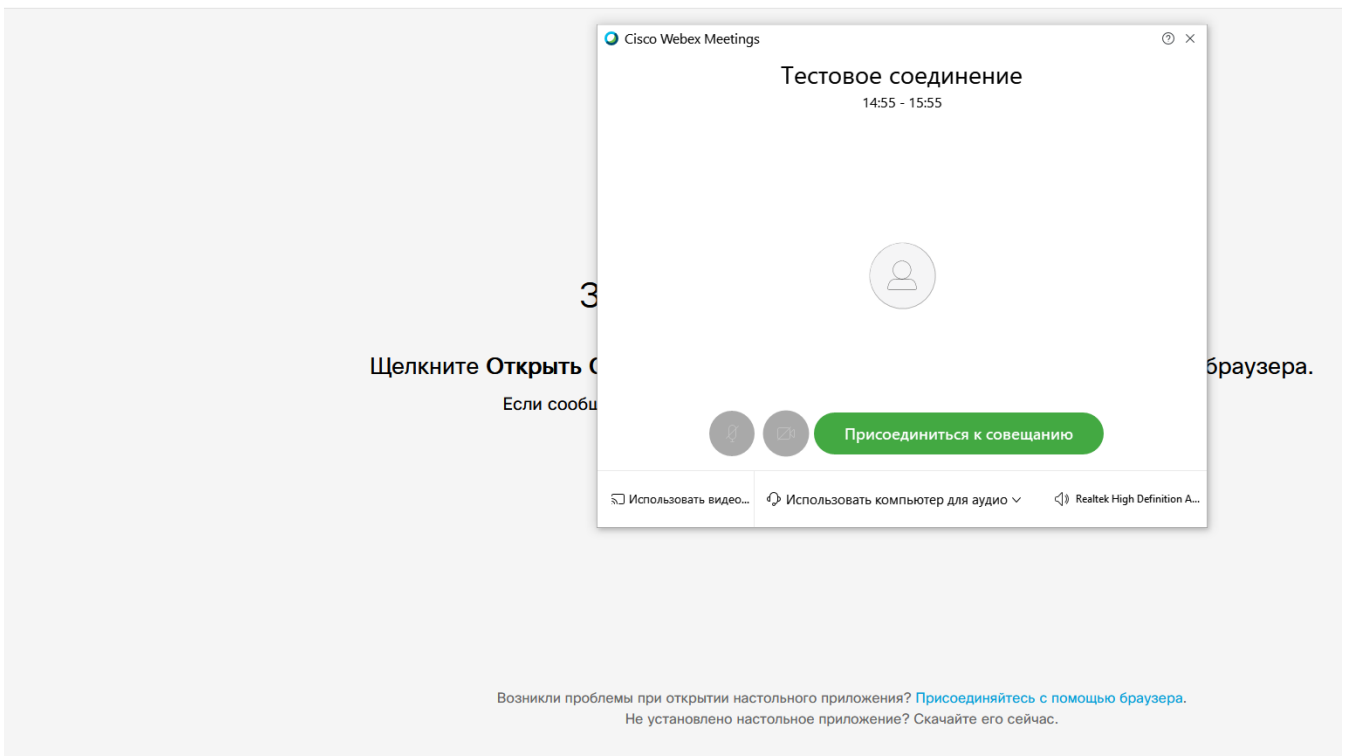 Cisco Webex Meetings
Тестовое соединение
14:55 - 15:55
З
Щелкните Открыть C
браузера.
Если сообщ
Присоединиться к совещанию
Использовать видео...
Использовать компьютер для аудио
Realtek High Definition A...
Возникли проблемы при открытии настольного приложения? Присоединяйтесь с помощью браузера.
Не установлено настольное приложение? Скачайте его сейчас.